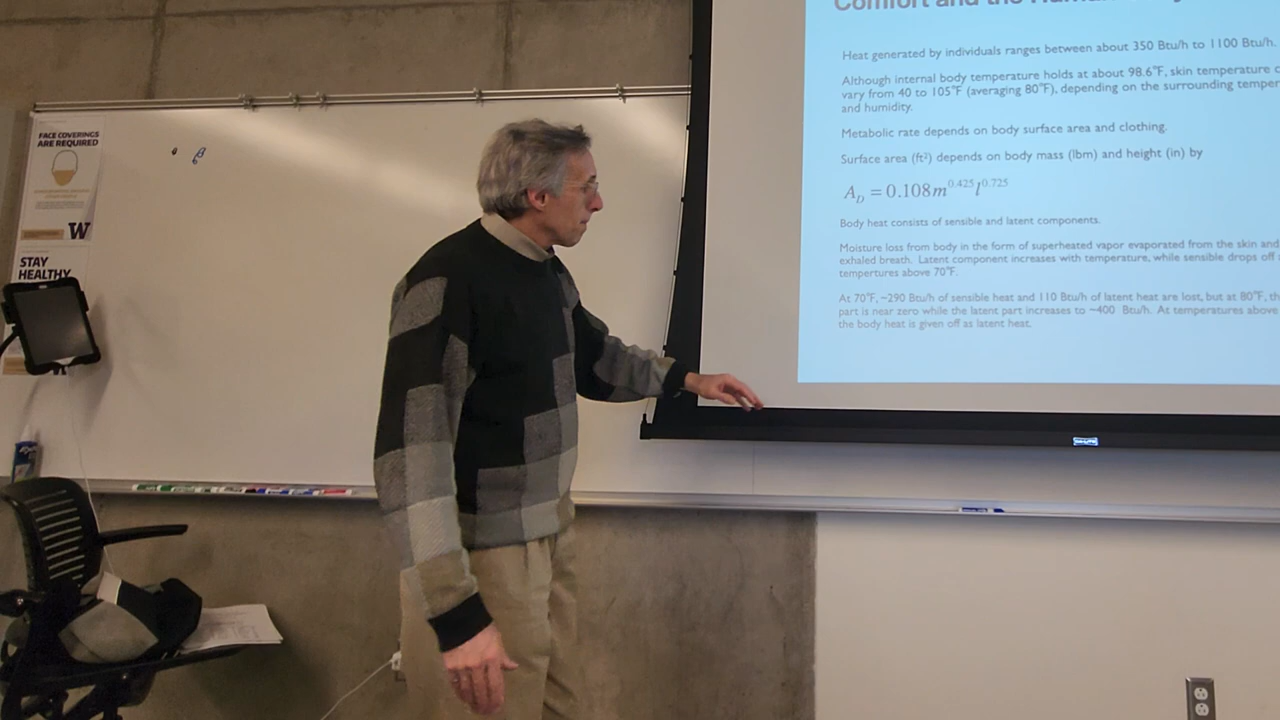 Comfort and the Human
Heat generated by individuals ranges between about 350 Btu/h to 1100 Btu/h.
Although internal body temperature holds at about 98.6°F, skin temperature
vary from 40 to 105°F (averaging 80°F), depending on the surrounding
and humidity.
Metabolic rate depends on body surface area and clothing.
Surface area (ft²) depends on body mass (lbm) and height (in) by
A_D = 0.108m^0.425 l^0.725
Body heat consists of sensible and latent components.
Moisture loss from body in the form of superheated vapor evaporated from the skin and
exhaled breath. Latent component increases with temperature, while sensible drops off
tempertures above 70°F.
At 70°F, ~290 Btu/h of sensible heat and 110 Btu/h of latent heat are lost, but at 80°F,
part is near zero while the latent part increases to ~400 Btu/h. At temperatures above
the body heat is given off as latent heat.
FACE COVERINGS
ARE REQUIRED
W
STAY
HEALTHY